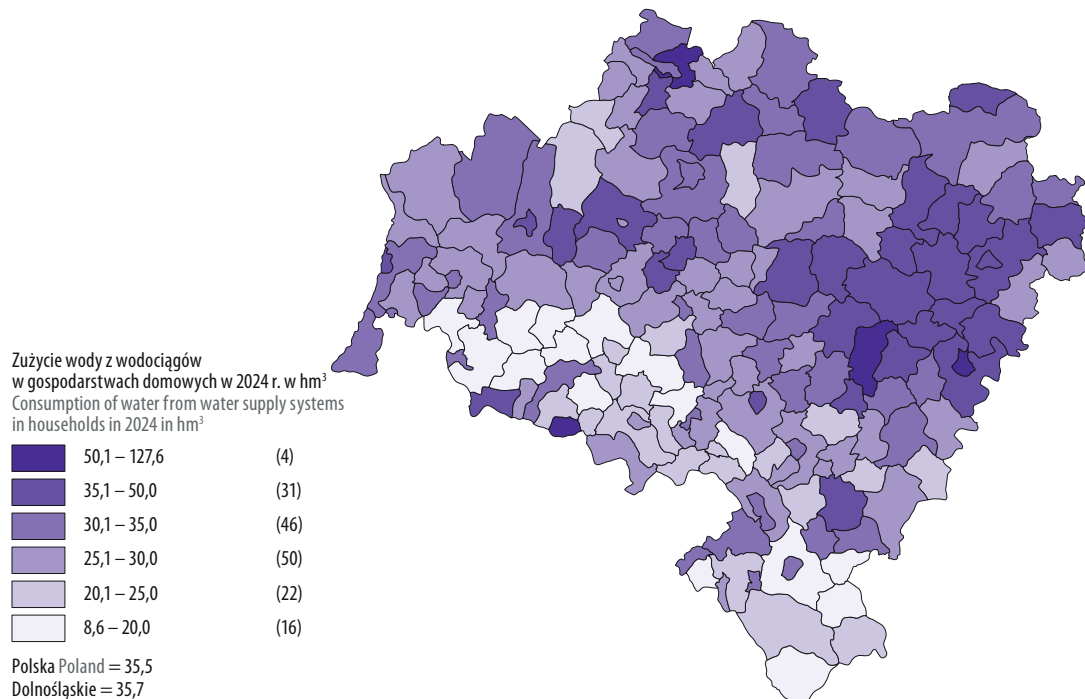 Zużycie wody z wodociągów
w gospodarstwach domowych w 2024 r. w hm³
Consumption of water from water supply systems
in households in 2024 in hm³
50,1 – 127,6 (4)
35,1 – 50,0 (31)
30,1 – 35,0 (46)
25,1 – 30,0 (50)
20,1 – 25,0 (22)
8,6 – 20,0 (16)
Polska Poland = 35,5
Dolnośląskie = 35,7